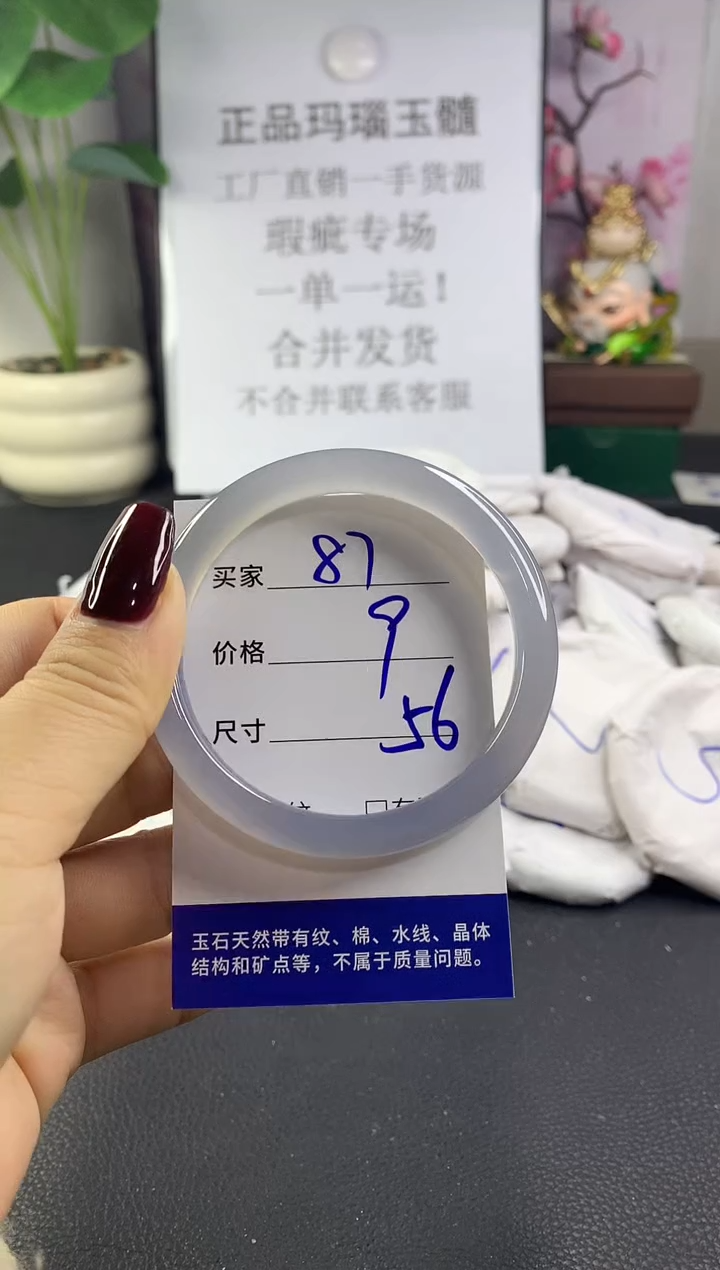 正品玛瑙玉髓
工厂直销一手货源
瑕疵专场
一单一运！
合并发货
不合并联系客服
买家 87
价格 9
尺寸 56
纹 口有
玉石天然带有纹、棉、水线、晶体
结构和矿点等，不属于质量问题。